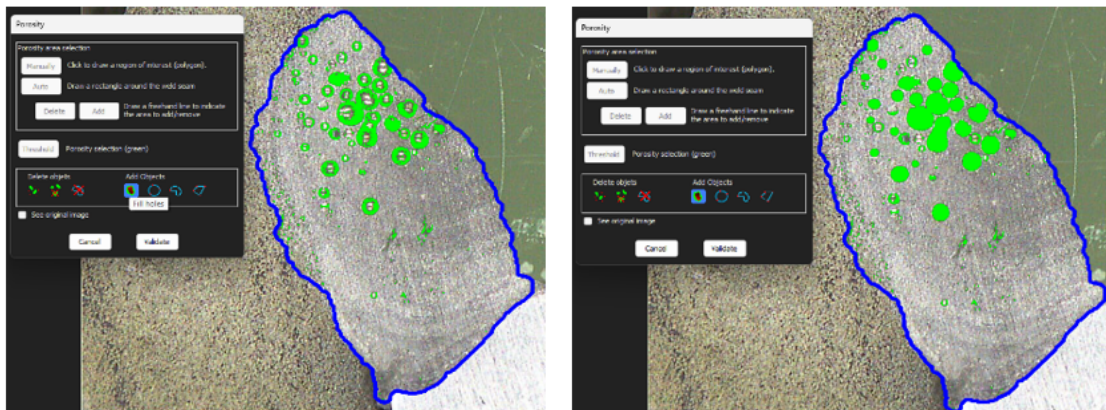 Porosity
Porosity area selection
Manually Click to draw a region of interest (polygon).
Auto Draw a rectangle around the weld seam
Delete Add Draw a freehand line to indicate
the area to add/remove
Threshold Porosity selection (green)
Delete objets Add Objects
Fill holes
See original image
Cancel Validate
Porosity
Porosity area selection
Manually Click to draw a region of interest (polygon).
Auto Draw a rectangle around the weld seam
Delete Add Draw a freehand line to indicate
the area to add/remove
Threshold Porosity selection (green)
Delete objets Add Objects
See original image
Cancel Validate